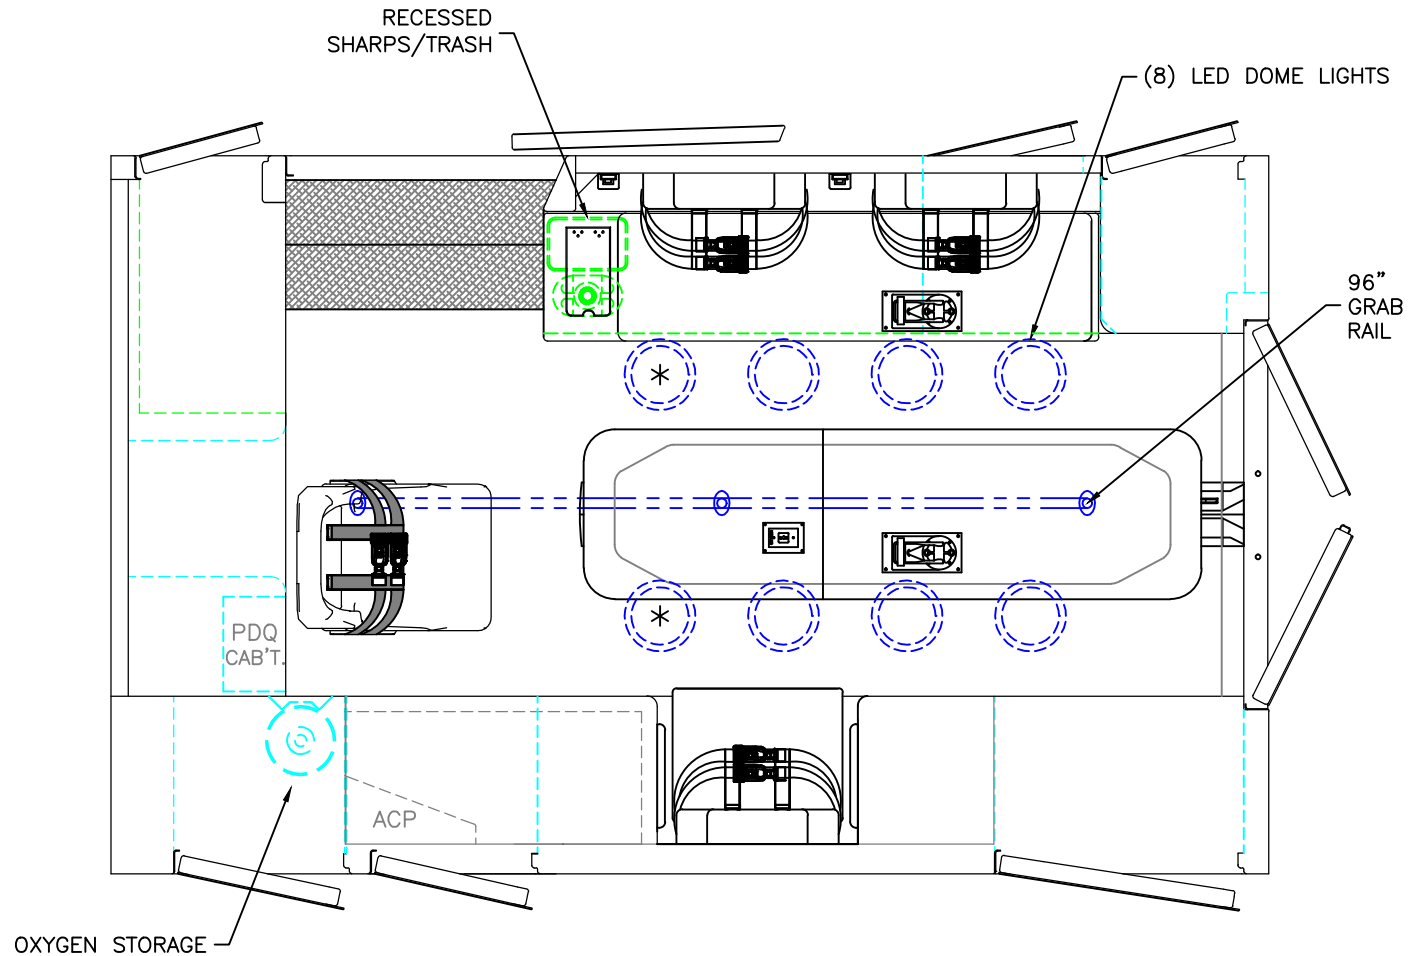 RECESSED
SHARPS/TRASH
(8) LED DOME LIGHTS
96"
GRAB
RAIL
*
*
PDQ
CAB'T.
ACP
OXYGEN STORAGE